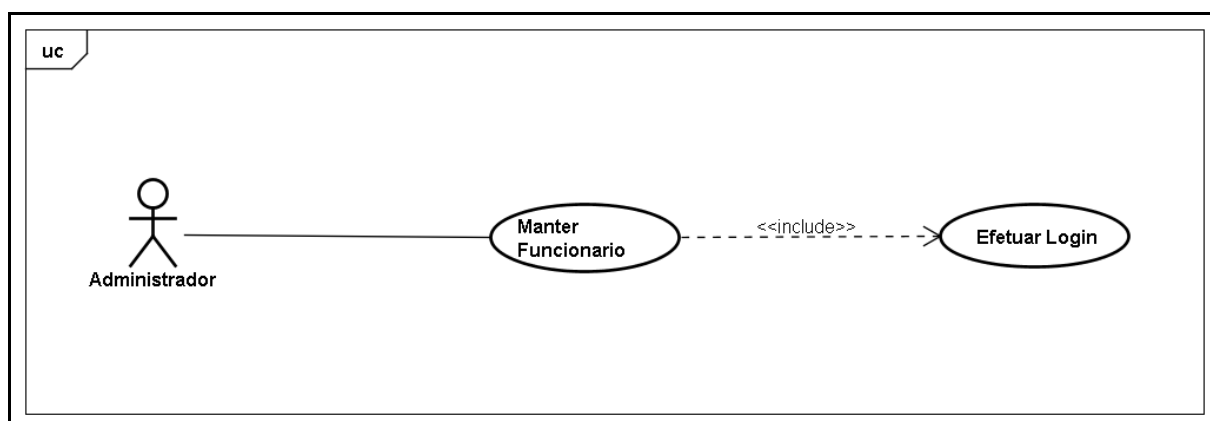 uc
Administrador
Manter
Funcionario
<<include>>
Efetuar Login